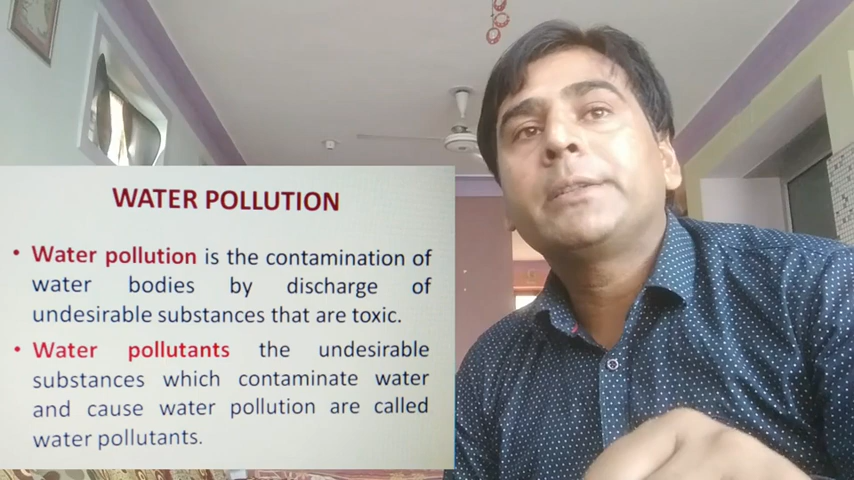 WATER POLLUTION
• Water pollution is the contamination of
water bodies by discharge of
undesirable substances that are toxic.
• Water pollutants the undesirable
substances which contaminate water
and cause water pollution are called
water pollutants.